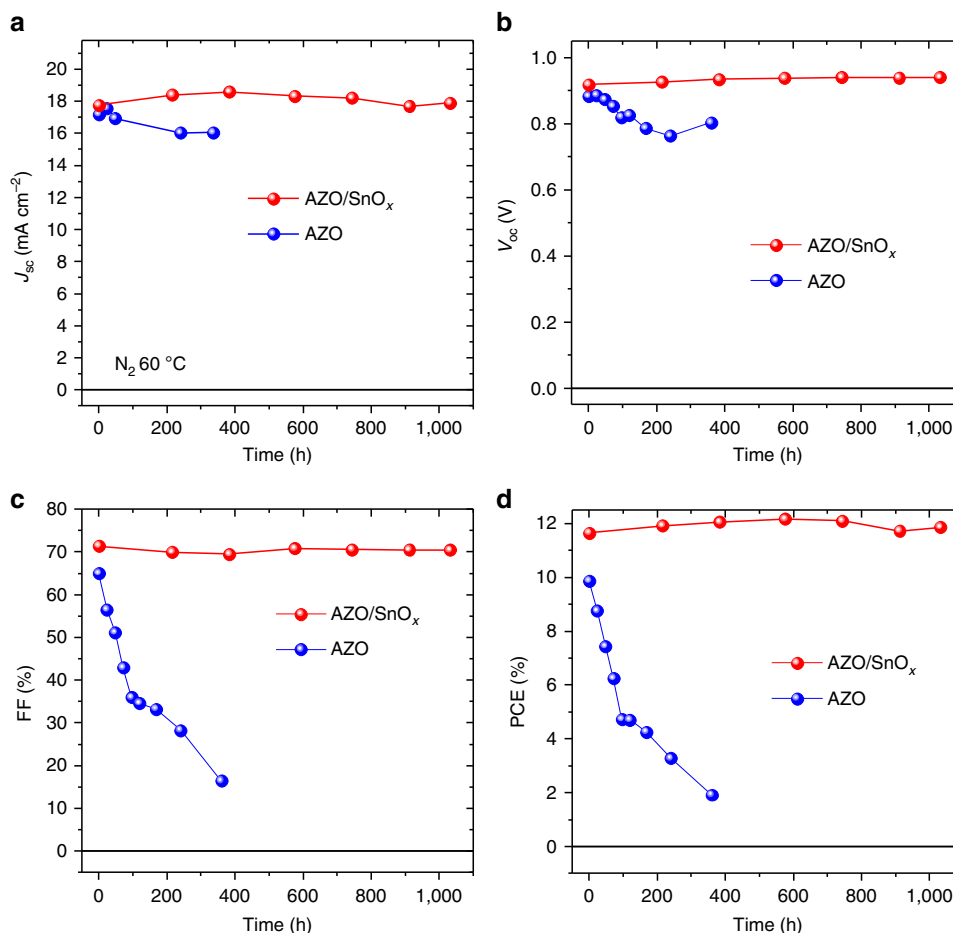 a
20
18
16
14
12
10
8
6
4
2
0
J_sc (mA cm⁻²)
AZO/SnOₓ
AZO
N₂ 60 °C
0 200 400 600 800 1,000
Time (h)
b
1.0
0.8
0.6
0.4
0.2
0.0
V_oc (V)
AZO/SnOₓ
AZO
0 200 400 600 800 1,000
Time (h)
c
80
70
60
50
40
30
20
10
0
FF (%)
AZO/SnOₓ
AZO
0 200 400 600 800 1,000
Time (h)
d
12
10
8
6
4
2
0
PCE (%)
AZO/SnOₓ
AZO
0 200 400 600 800 1,000
Time (h)